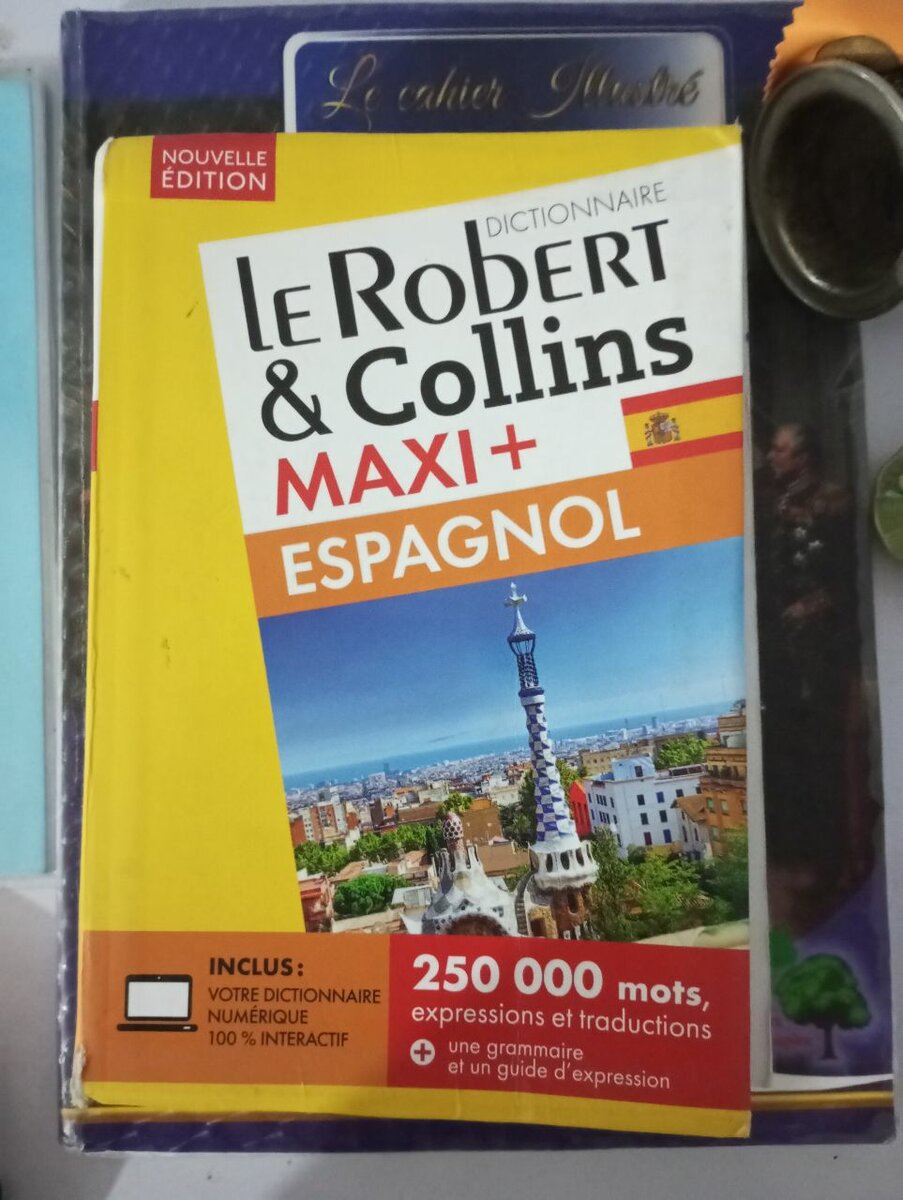 Le cahier Illustré
NOUVELLE
ÉDITION
DICTIONNAIRE
le Robert
& Collins
MAXI+
ESPAGNOL
INCLUS :
VOTRE DICTIONNAIRE
NUMÉRIQUE
100 % INTERACTIF
250 000 mots,
expressions et traductions
+ une grammaire
et un guide d'expression